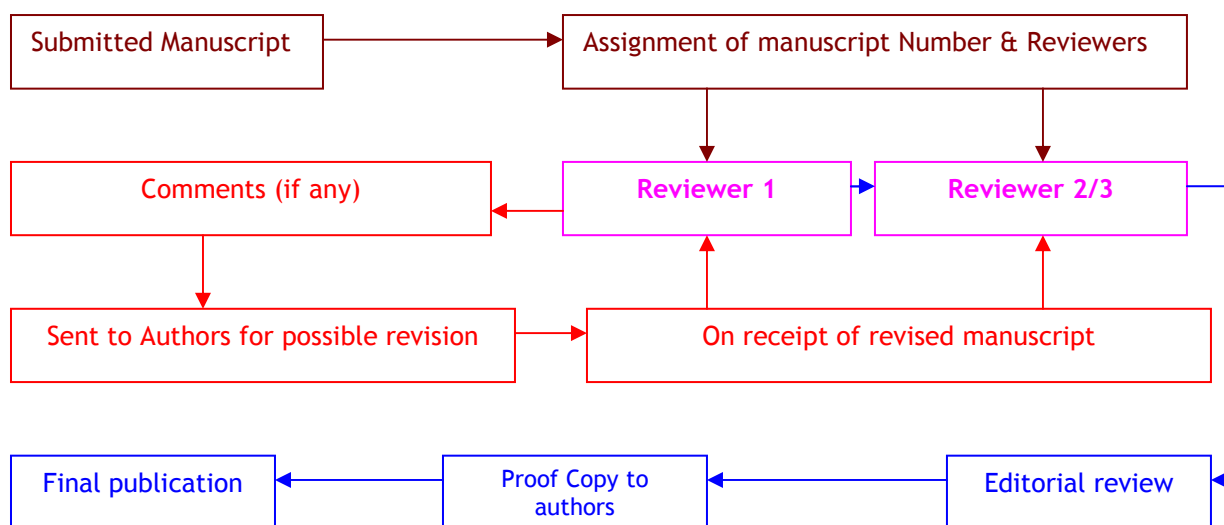 Submitted Manuscript
Assignment of manuscript Number & Reviewers
Comments (if any)
Reviewer 1
Reviewer 2/3
Sent to Authors for possible revision
On receipt of revised manuscript
Final publication
Proof Copy to
authors
Editorial review